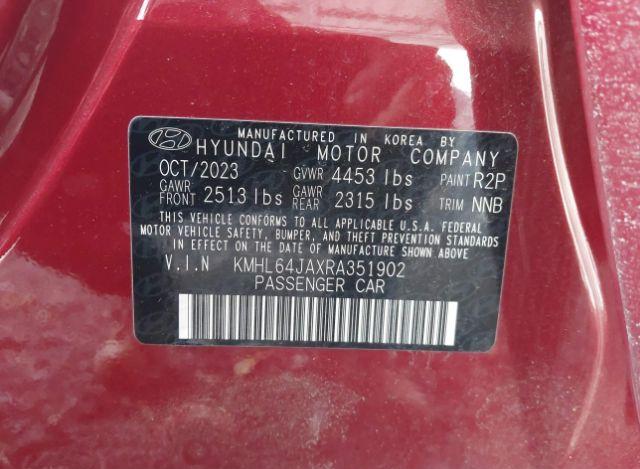 MANUFACTURED IN KOREA BY
HYUNDAI MOTOR COMPANY
OCT/2023 GVWR 4453 lbs PAINT R2P
GAWR FRONT 2513 lbs GAWR REAR 2315 lbs TRIM NNB
THIS VEHICLE CONFORMS TO ALL APPLICABLE U.S.A. FEDERAL
MOTOR VEHICLE SAFETY, BUMPER, AND THEFT PREVENTION STANDARDS
IN EFFECT ON THE DATE OF MANUFACTURE SHOWN ABOVE
V.I.N KMHL64JAXRA351902
PASSENGER CAR